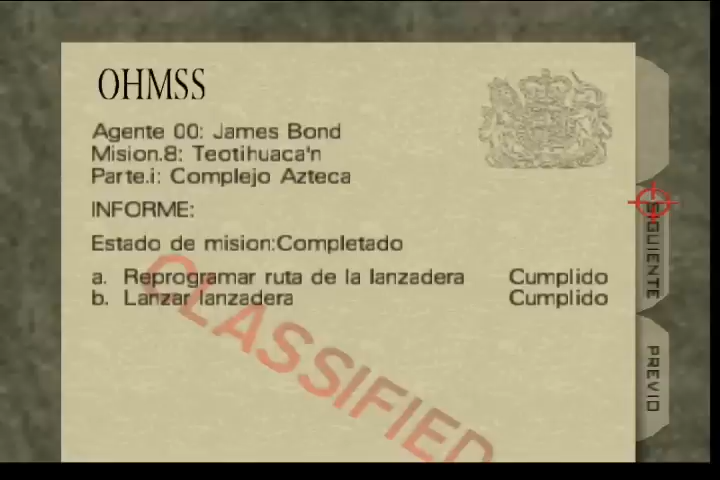 OHMSS
Agente 00: James Bond
Mision.8: Teotihuaca'n
Parte.i: Complejo Azteca
INFORME:
Estado de mision:Completado
a. Reprogramar ruta de la lanzadera Cumplido
b. Lanzar lanzadera Cumplido
CLASSIFIED
SIGUIENTE
PREVIO